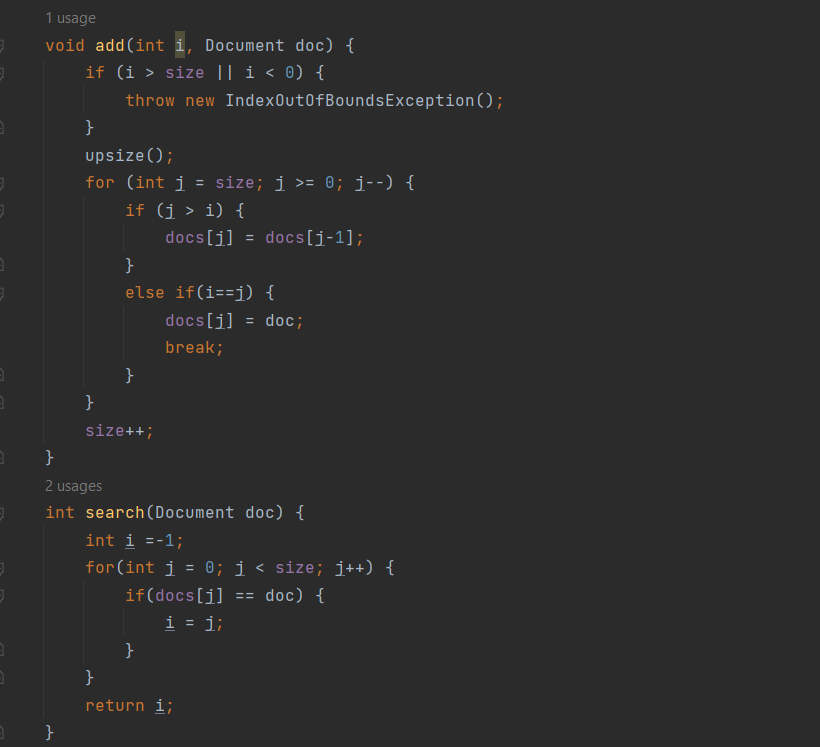 1 usage
void add(int i, Document doc) {
    if (i > size || i < 0) {
        throw new IndexOutOfBoundsException();
    }
    upsize();
    for (int j = size; j >= 0; j--) {
        if (j > i) {
            docs[j] = docs[j-1];
        }
        else if(i==j) {
            docs[j] = doc;
            break;
        }
    }
    size++;
}
2 usages
int search(Document doc) {
    int i =-1;
    for(int j = 0; j < size; j++) {
        if(docs[j] == doc) {
            i = j;
        }
    }
    return i;
}